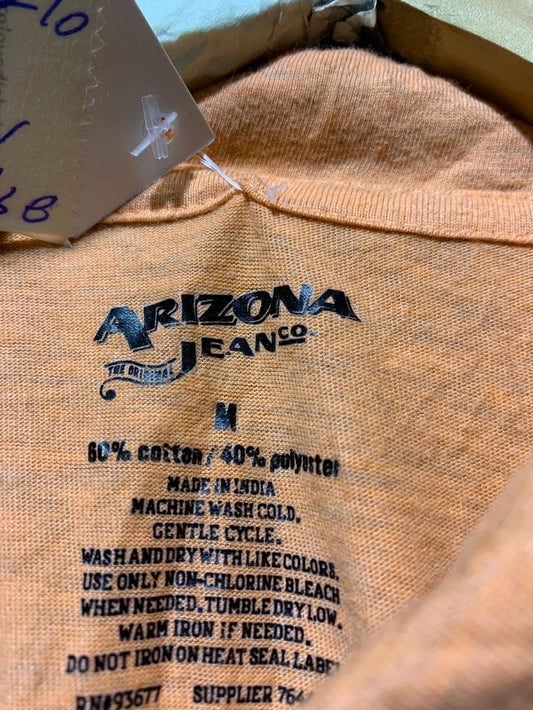 ARIZONA
JEAN CO.
THE ORIGINAL
M
60% cotton / 40% polyester
MADE IN INDIA
MACHINE WASH COLD.
GENTLE CYCLE.
WASH AND DRY WITH LIKE COLORS.
USE ONLY NON-CHLORINE BLEACH
WHEN NEEDED. TUMBLE DRY LOW.
WARM IRON IF NEEDED.
DO NOT IRON ON HEAT SEAL LABEL
RN#93677 SUPPLIER 764